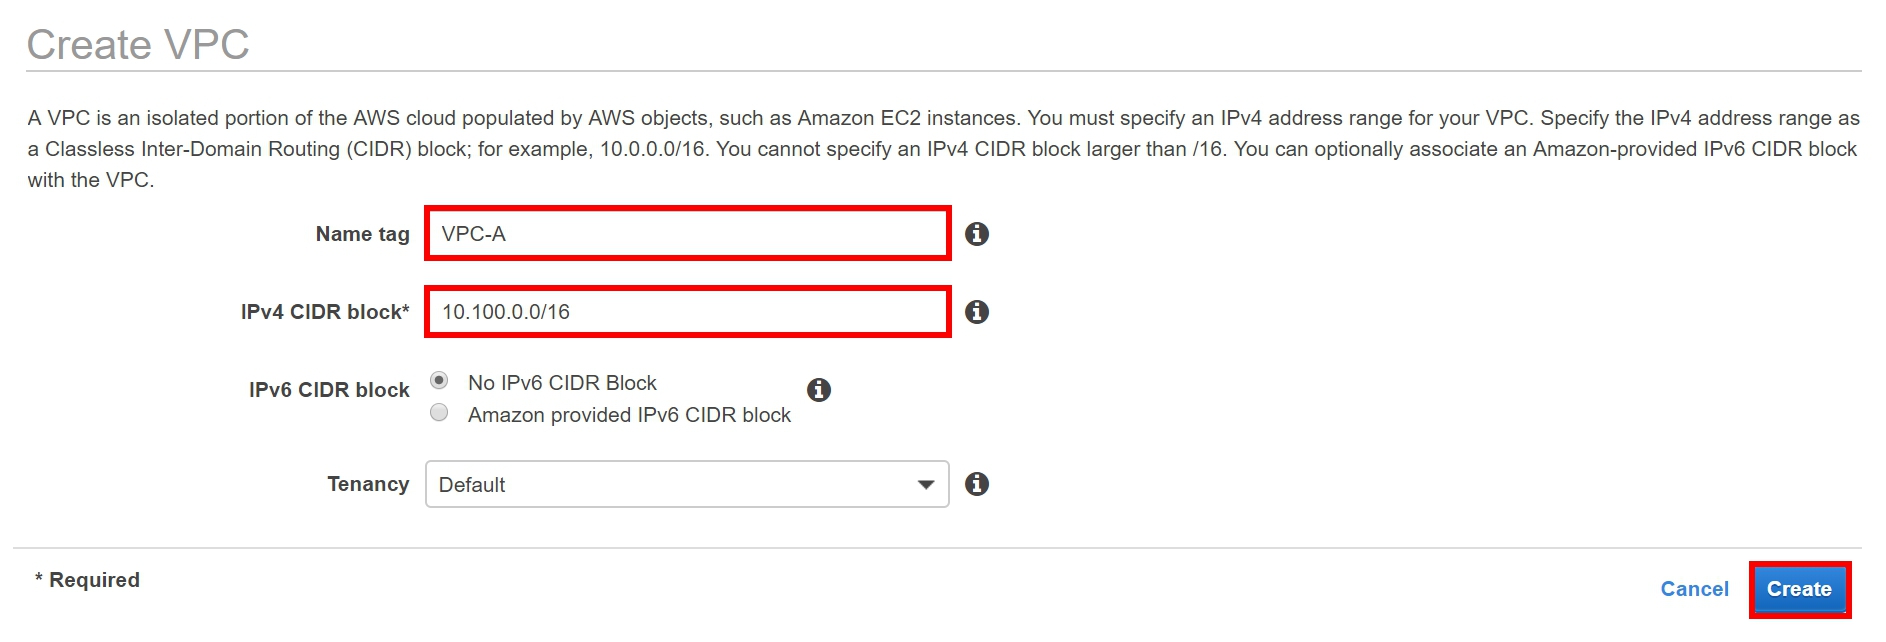 Create VPC
A VPC is an isolated portion of the AWS cloud populated by AWS objects, such as Amazon EC2 instances. You must specify an IPv4 address range for your VPC. Specify the IPv4 address range as
a Classless Inter-Domain Routing (CIDR) block; for example, 10.0.0.0/16. You cannot specify an IPv4 CIDR block larger than /16. You can optionally associate an Amazon-provided IPv6 CIDR block
with the VPC.
Name tag VPC-A
IPv4 CIDR block* 10.100.0.0/16
IPv6 CIDR block No IPv6 CIDR Block
Amazon provided IPv6 CIDR block
Tenancy Default
* Required
Cancel Create